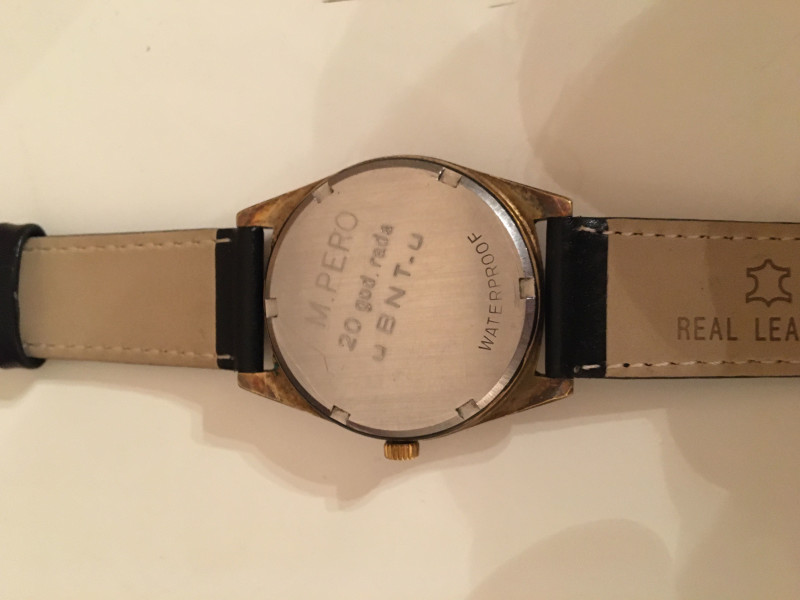 M. PERO
20 god. rada
u BNT-u
WATERPROOF
REAL LEA